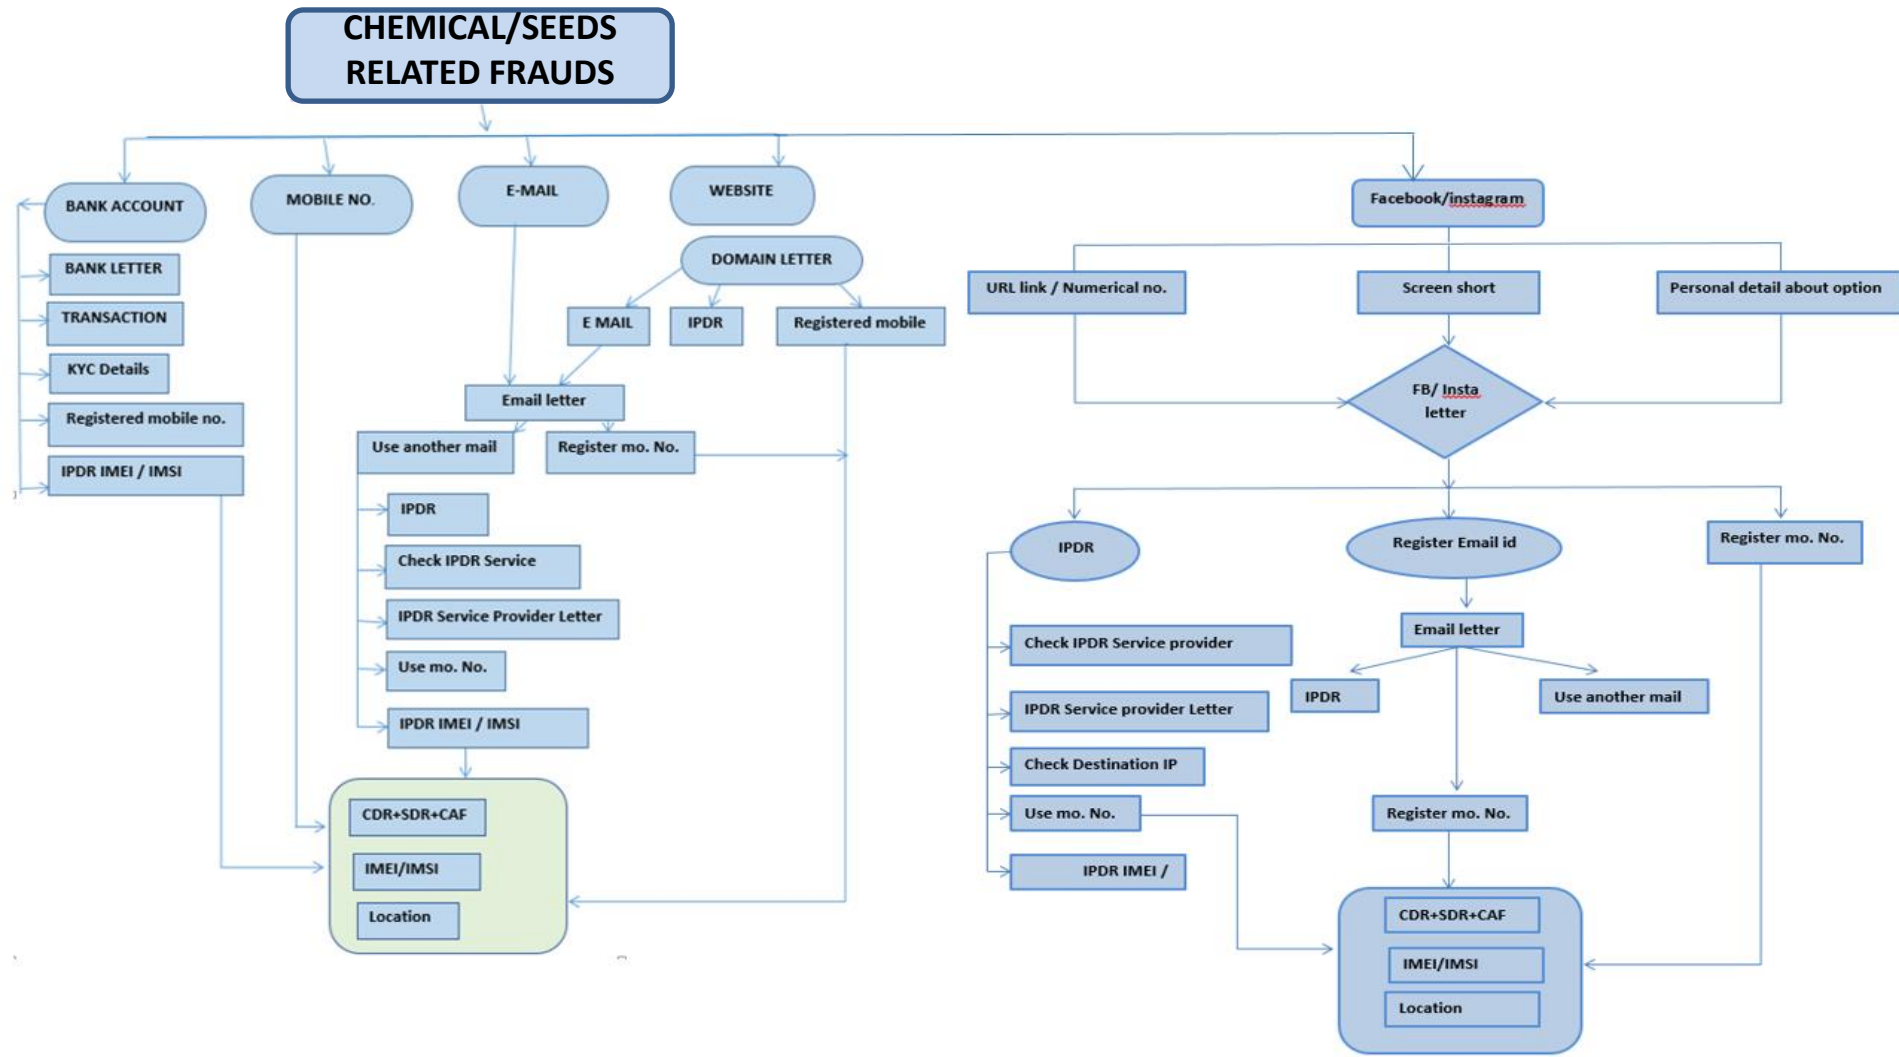 CHEMICAL/SEEDS
RELATED FRAUDS
BANK ACCOUNT
MOBILE NO.
E-MAIL
WEBSITE
Facebook/instagram
BANK LETTER
TRANSACTION
KYC Details
Registered mobile no.
IPDR IMEI / IMSI
DOMAIN LETTER
E MAIL
IPDR
Registered mobile
Email letter
Use another mail
Register mo. No.
IPDR
Check IPDR Service
IPDR Service Provider Letter
Use mo. No.
IPDR IMEI / IMSI
CDR+SDR+CAF
IMEI/IMSI
Location
URL link / Numerical no.
Screen short
Personal detail about option
FB/ Insta
letter
IPDR
Register Email id
Register mo. No.
Check IPDR Service provider
IPDR Service provider Letter
Check Destination IP
Use mo. No.
IPDR IMEI /
Email letter
IPDR
Use another mail
Register mo. No.
CDR+SDR+CAF
IMEI/IMSI
Location